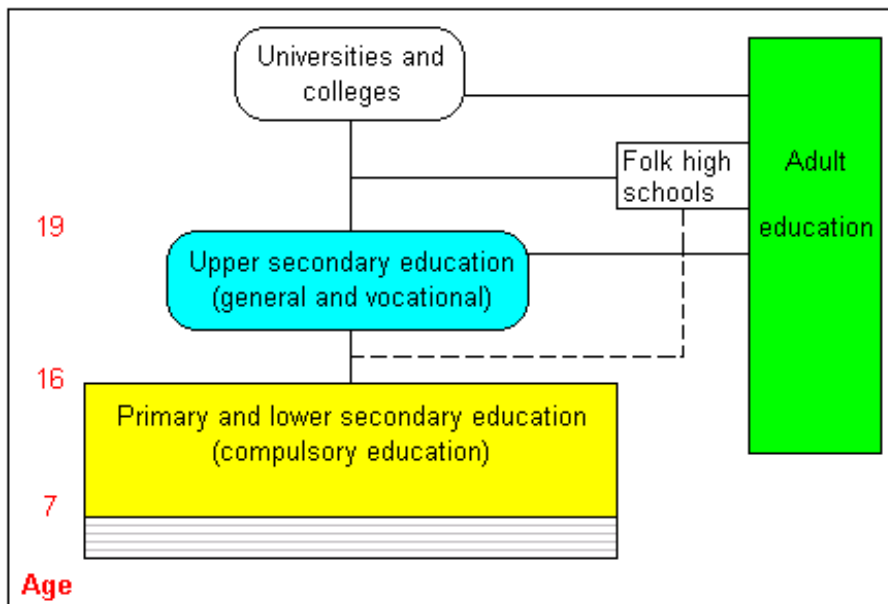 Universities and
colleges
Folk high
schools
Adult
education
19
Upper secondary education
(general and vocational)
16
Primary and lower secondary education
(compulsory education)
7
Age